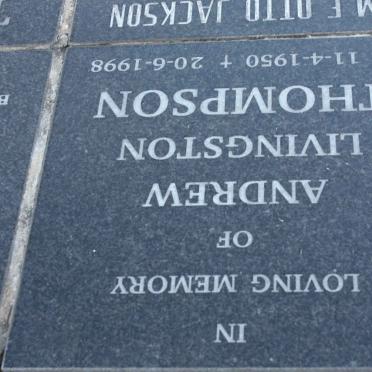 IN
LOVING MEMORY
OF
ANDREW
LIVINGSTON
THOMPSON
11-4-1950 ✝ 20-6-1998
M F OTTO JACKSON